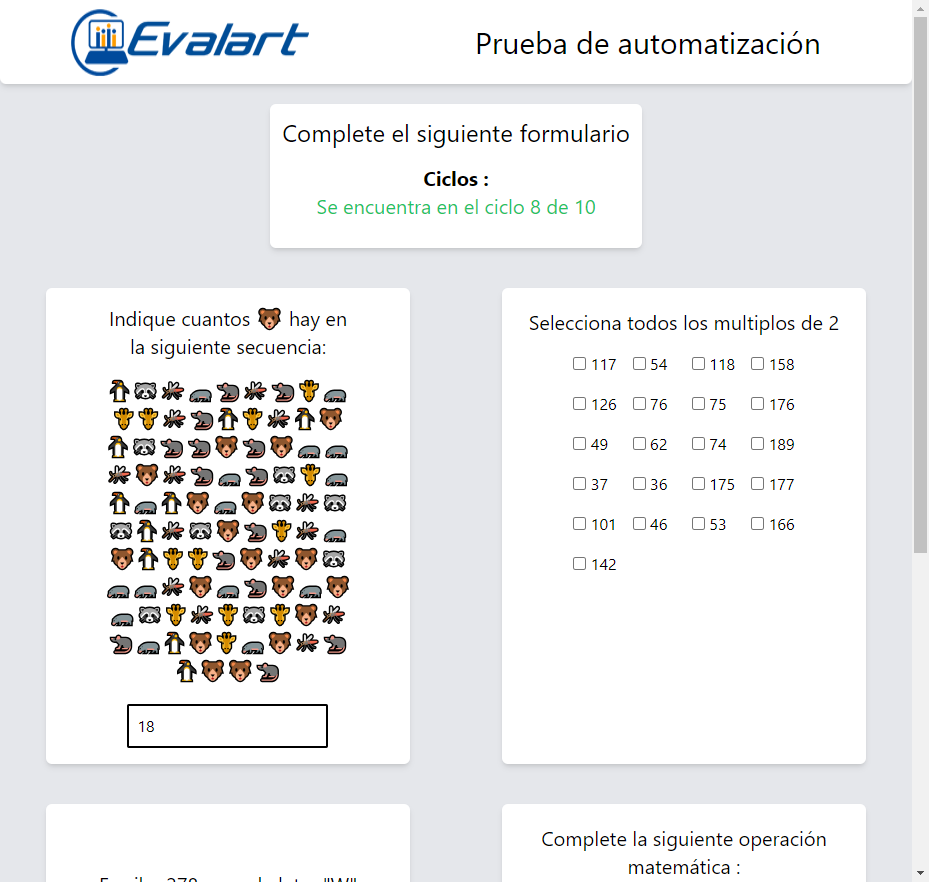 Evalart
Prueba de automatización
Complete el siguiente formulario
Ciclos :
Se encuentra en el ciclo 8 de 10
Indique cuantos 🐻 hay en
la siguiente secuencia:
18
Selecciona todos los multiplos de 2
117 54 118 158
126 76 75 176
49 62 74 189
37 36 175 177
101 46 53 166
142
Complete la siguiente operación
matemática :